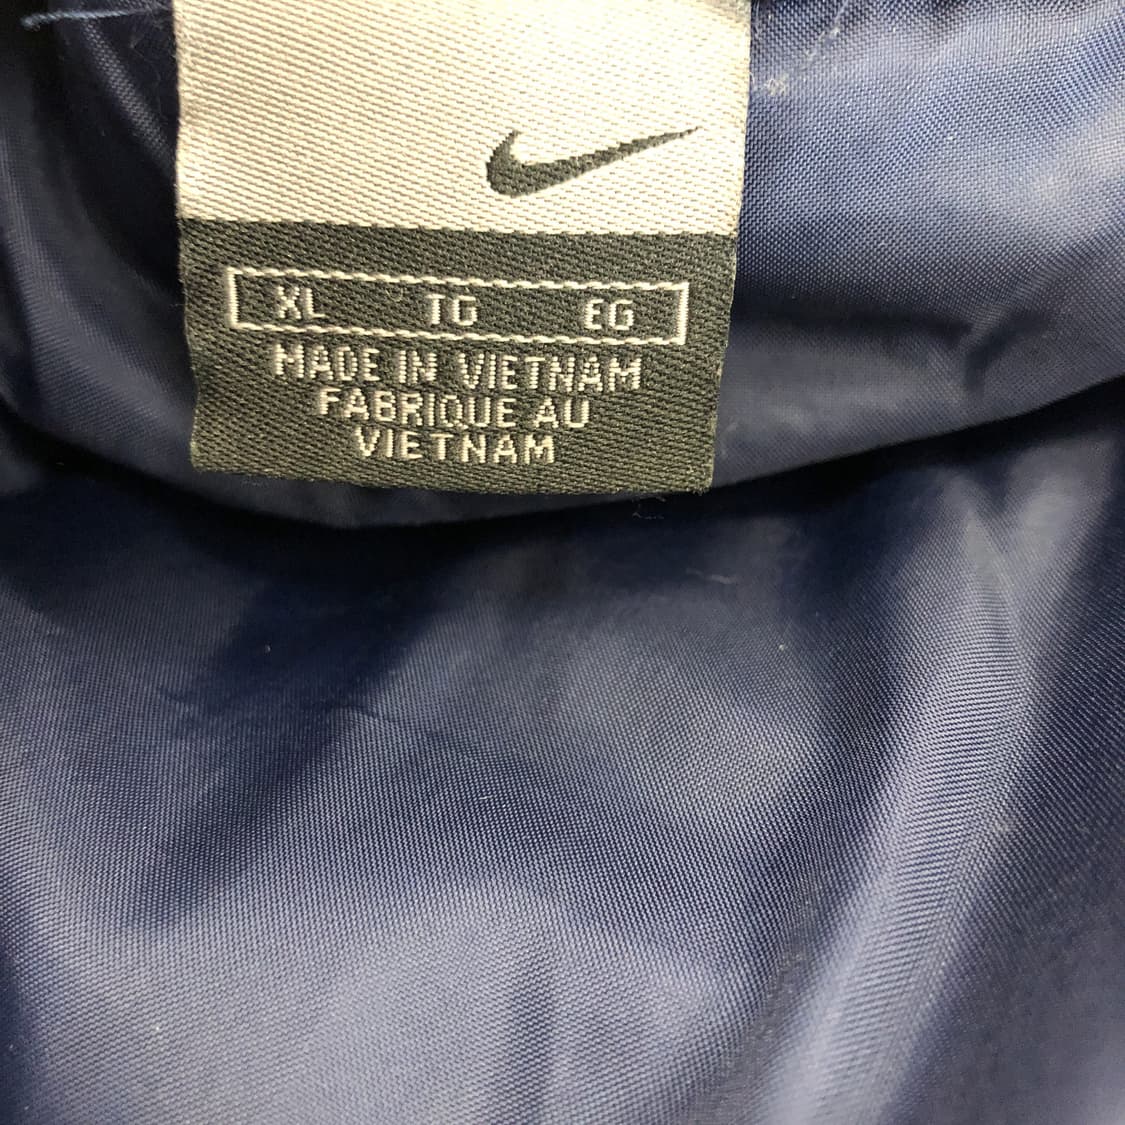 XL TG EG
MADE IN VIETNAM
FABRIQUE AU
VIETNAM